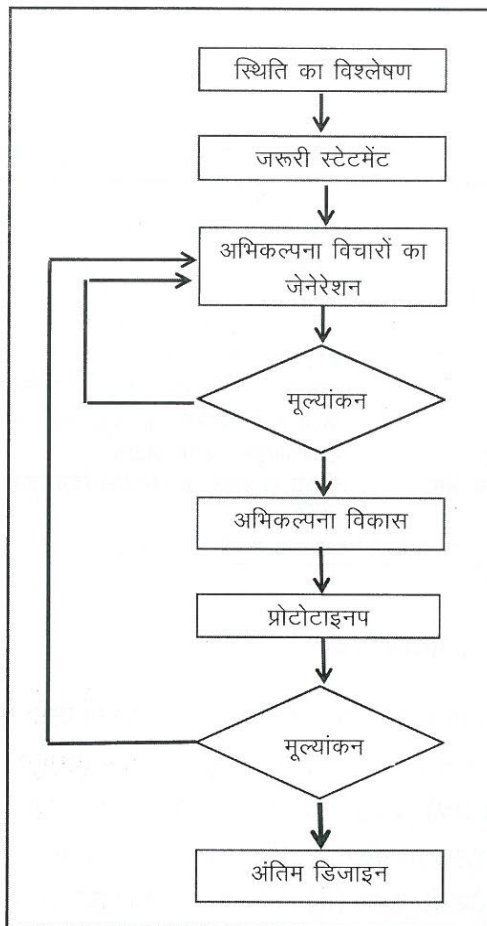 स्थिति का विश्लेषण
जरूरी स्टेटमेंट
अभिकल्पना विचारों का
जेनेरेशन
मूल्यांकन
अभिकल्पना विकास
प्रोटोटाइनप
मूल्यांकन
अंतिम डिजाइन